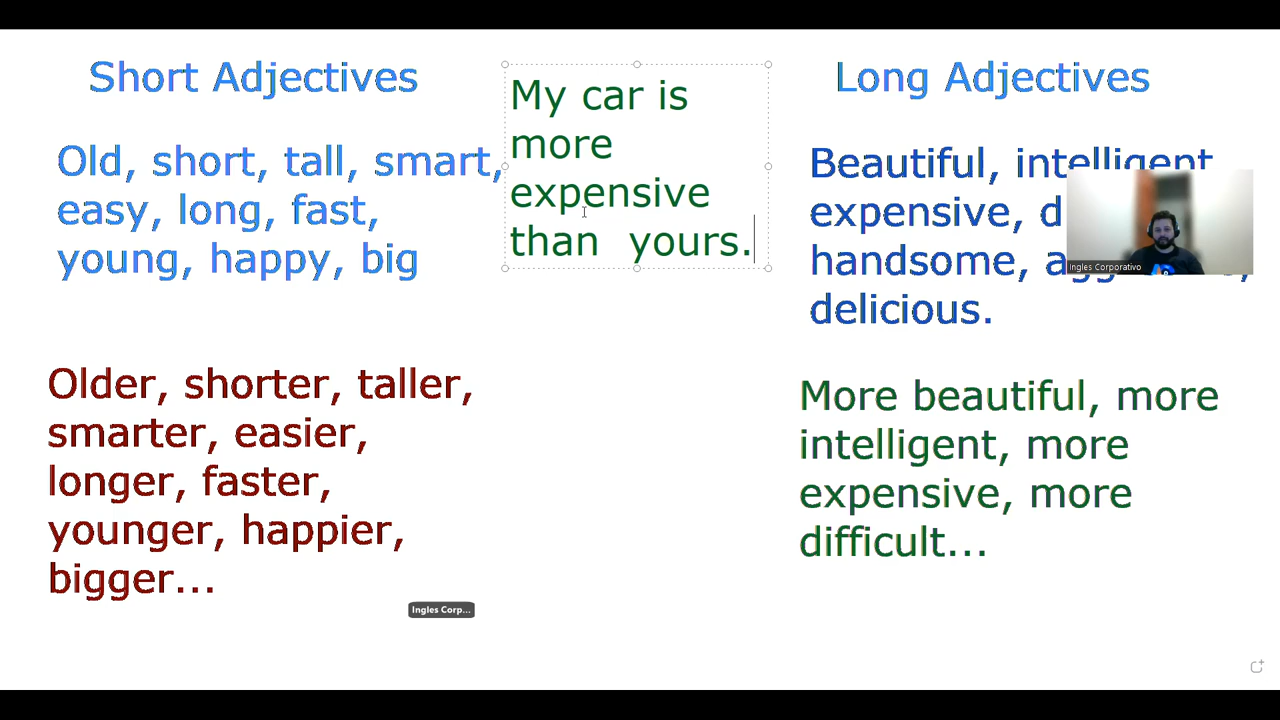 Short Adjectives
Old, short, tall, smart,
easy, long, fast,
young, happy, big
Older, shorter, taller,
smarter, easier,
longer, faster,
younger, happier,
bigger...
My car is
more
expensive
than yours.
Long Adjectives
Beautiful, intelligent
expensive,
handsome,
delicious.
More beautiful, more
intelligent, more
expensive, more
difficult...
Ingles Corporativo
Ingles Corp...